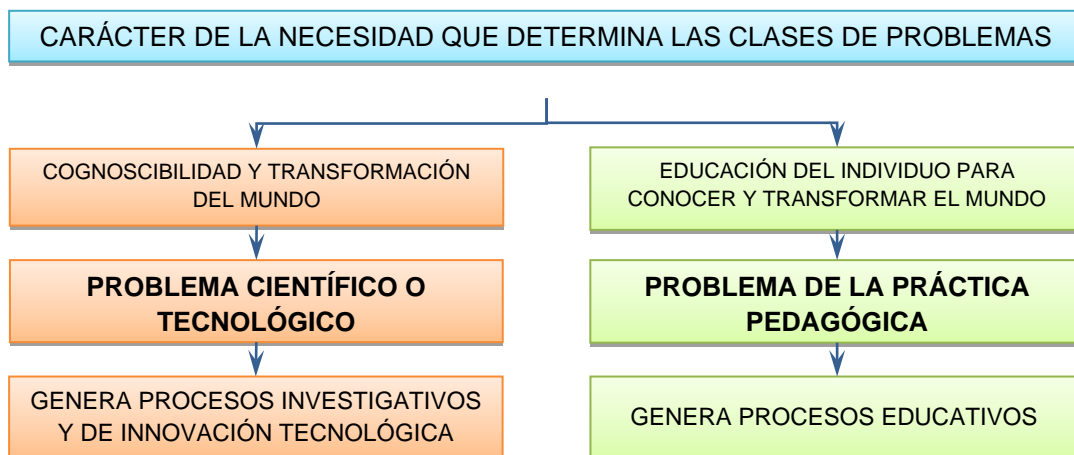 CARÁCTER DE LA NECESIDAD QUE DETERMINA LAS CLASES DE PROBLEMAS
COGNOSCIBILIDAD Y TRANSFORMACIÓN
DEL MUNDO
EDUCACIÓN DEL INDIVIDUO PARA
CONOCER Y TRANSFORMAR EL MUNDO
PROBLEMA CIENTÍFICO O
TECNOLÓGICO
PROBLEMA DE LA PRÁCTICA
PEDAGÓGICA
GENERA PROCESOS INVESTIGATIVOS
Y DE INNOVACIÓN TECNOLÓGICA
GENERA PROCESOS EDUCATIVOS